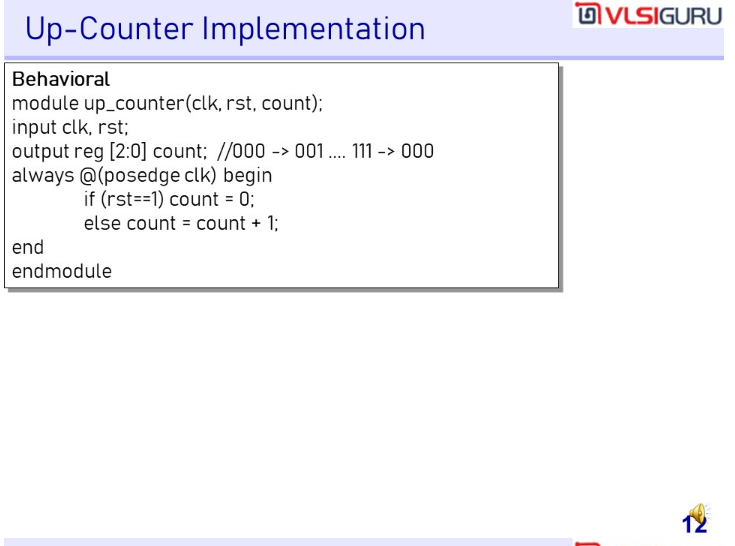 Up-Counter Implementation
VLSIGURU
Behavioral
module up_counter(clk, rst, count);
input clk, rst;
output reg [2:0] count; //000 -> 001 .... 111 -> 000
always @(posedge clk) begin
if (rst==1) count = 0;
else count = count + 1;
end
endmodule
12